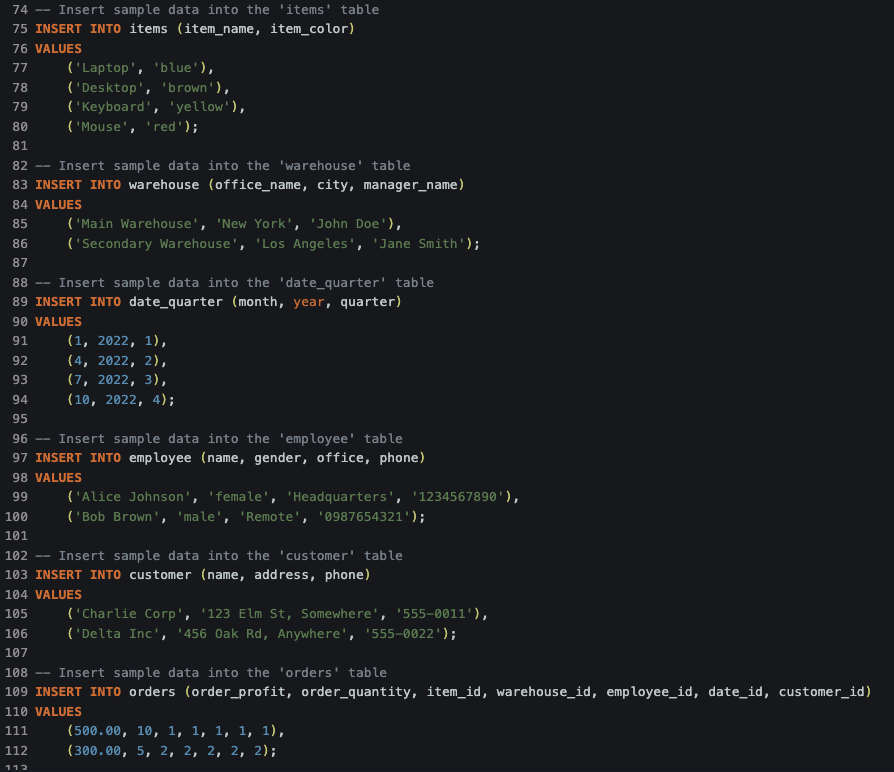 74 -- Insert sample data into the 'items' table
75 INSERT INTO items (item_name, item_color)
76 VALUES
77     ('Laptop', 'blue'),
78     ('Desktop', 'brown'),
79     ('Keyboard', 'yellow'),
80     ('Mouse', 'red');
81
82 -- Insert sample data into the 'warehouse' table
83 INSERT INTO warehouse (office_name, city, manager_name)
84 VALUES
85     ('Main Warehouse', 'New York', 'John Doe'),
86     ('Secondary Warehouse', 'Los Angeles', 'Jane Smith');
87
88 -- Insert sample data into the 'date_quarter' table
89 INSERT INTO date_quarter (month, year, quarter)
90 VALUES
91     (1, 2022, 1),
92     (4, 2022, 2),
93     (7, 2022, 3),
94     (10, 2022, 4);
95
96 -- Insert sample data into the 'employee' table
97 INSERT INTO employee (name, gender, office, phone)
98 VALUES
99     ('Alice Johnson', 'female', 'Headquarters', '1234567890'),
100     ('Bob Brown', 'male', 'Remote', '0987654321');
101
102 -- Insert sample data into the 'customer' table
103 INSERT INTO customer (name, address, phone)
104 VALUES
105     ('Charlie Corp', '123 Elm St, Somewhere', '555-0011'),
106     ('Delta Inc', '456 Oak Rd, Anywhere', '555-0022');
107
108 -- Insert sample data into the 'orders' table
109 INSERT INTO orders (order_profit, order_quantity, item_id, warehouse_id, employee_id, date_id, customer_id)
110 VALUES
111     (500.00, 10, 1, 1, 1, 1, 1),
112     (300.00, 5, 2, 2, 2, 2, 2);
113